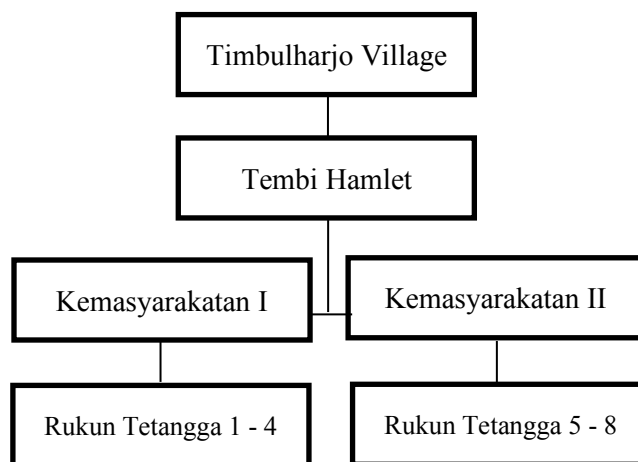 Timbulharjo Village
Tembi Hamlet
Kemasyarakatan I
Kemasyarakatan II
Rukun Tetangga 1 - 4
Rukun Tetangga 5 - 8